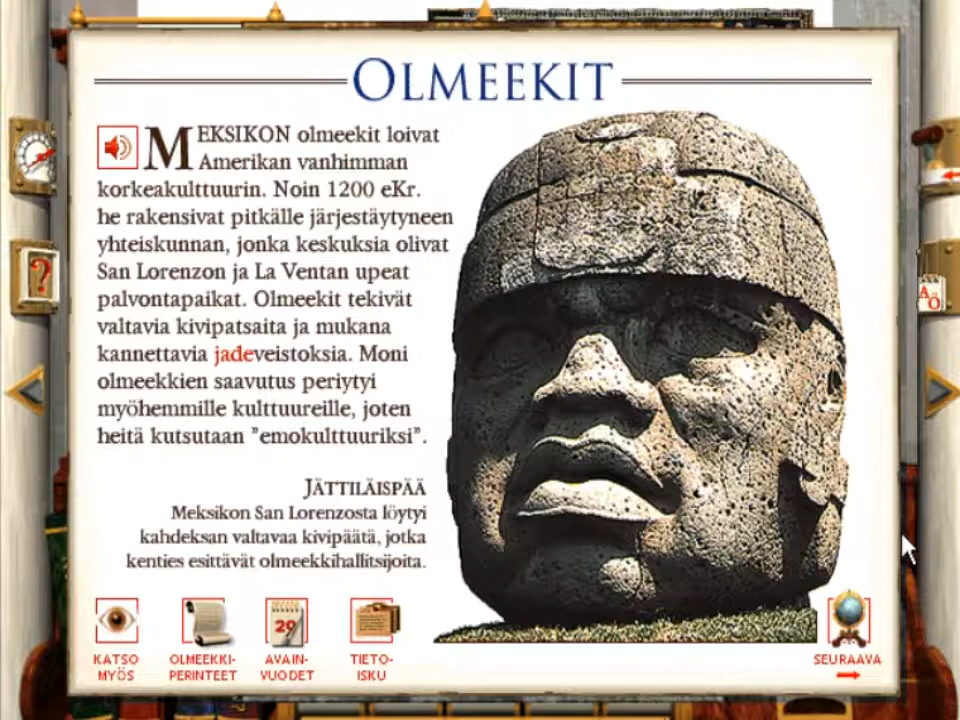 OLMEEKIT
MEKSIKON olmeekit loivat
Amerikan vanhimman
korkeakulttuurin. Noin 1200 eKr.
he rakensivat pitkälle järjestäytyneen
yhteiskunnan, jonka keskuksia olivat
San Lorenzon ja La Ventan upeat
palvontapaikat. Olmeekit tekivät
valtavia kivipatsaita ja mukana
kannettavia jadeveistoksia. Moni
olmeekkien saavutus periytyi
myöhemmille kulttuureille, joten
heitä kutsutaan ”emokulttuuriksi”.
JÄTTILÄISPÄÄ
Meksikon San Lorenzosta löytyi
kahdeksan valtavaa kivipäätä, jotka
kenties esittävät olmeekkihallitsijoita.
?
AÖ
29
KATSO
MYÖS
OLMEEKKI-
PERINTEET
AVAIN-
VUODET
TIETO-
ISKU
SEURAAVA